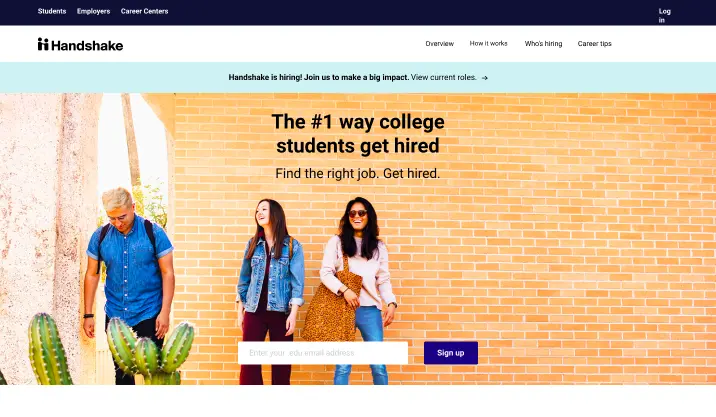 Students Employers Career Centers Log in
Handshake Overview How it works Who's hiring Career tips
Handshake is hiring! Join us to make a big impact. View current roles. →
The #1 way college
students get hired
Find the right job. Get hired.
Enter your .edu email address Sign up